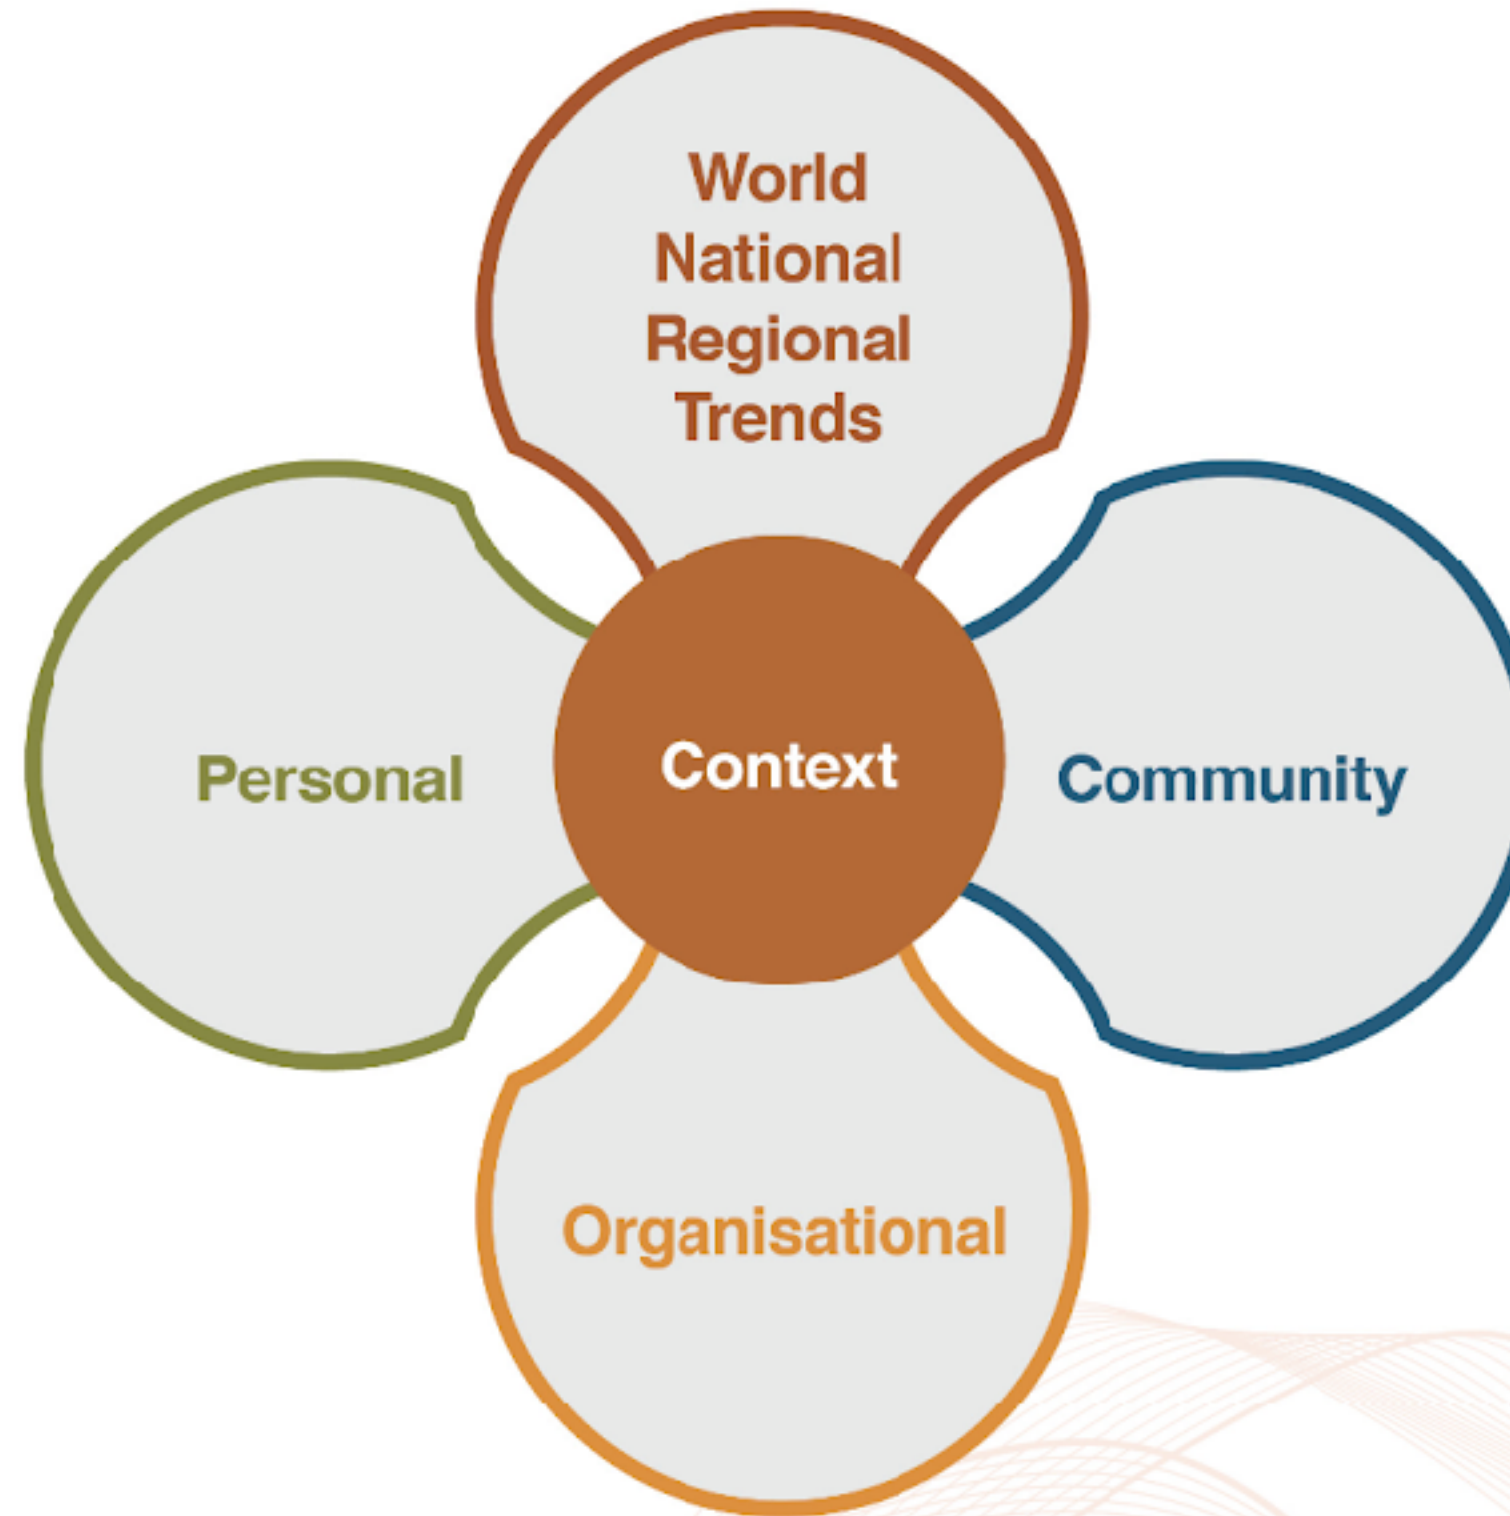 World
National
Regional
Trends
Personal
Context
Community
Organisational